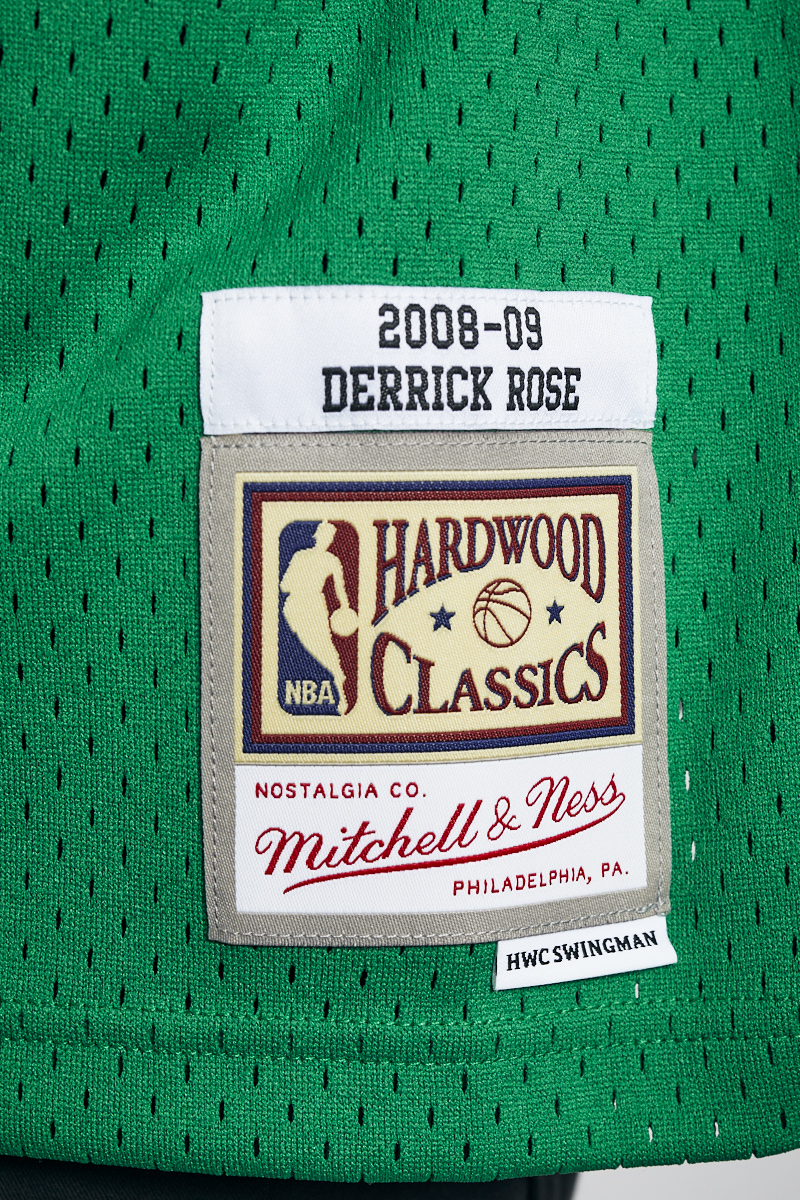 2008-09
DERRICK ROSE
HARDWOOD
CLASSICS
NBA
NOSTALGIA CO.
Mitchell & Ness
PHILADELPHIA, PA.
HWC SWINGMAN